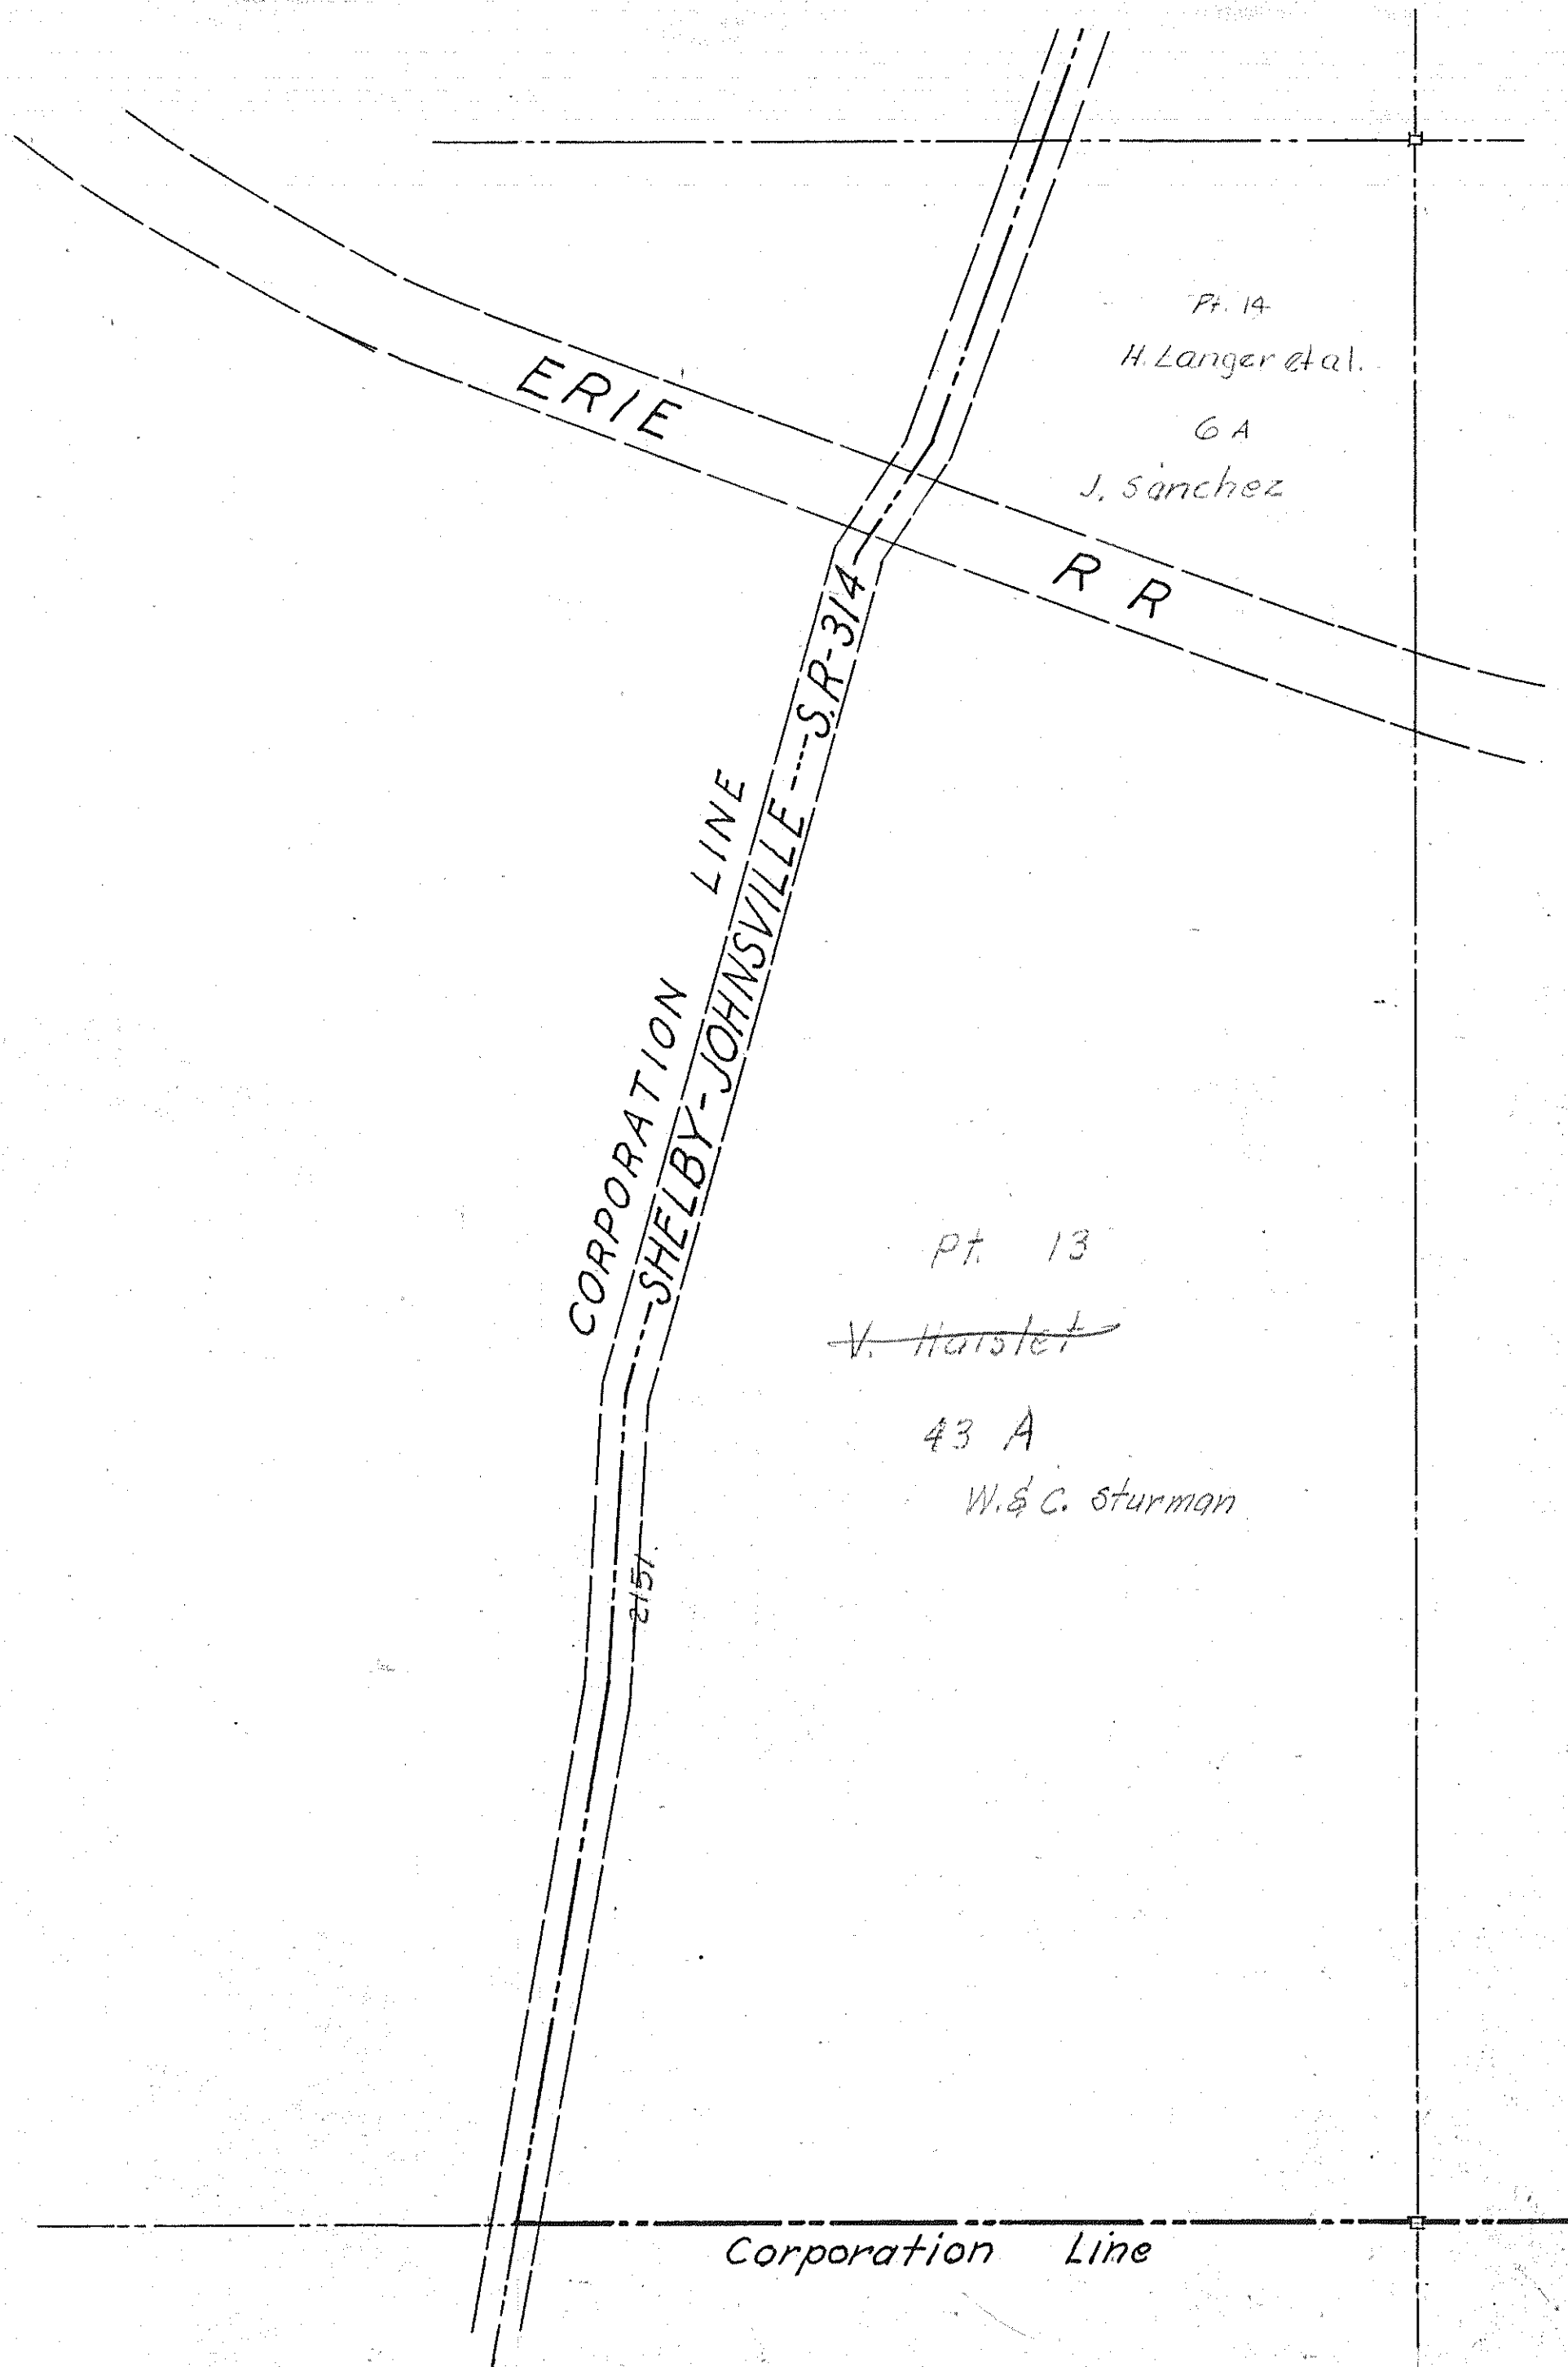 Pt. 14
H. Langer et al.
6 A
J. Sanchez
ERIE RR
S.R-314
SHELBY-JOHNSVILLE
CORPORATION LINE
Pt. 13
V. Haislet
43 A
W. & C. Sturman
2151.
Corporation Line